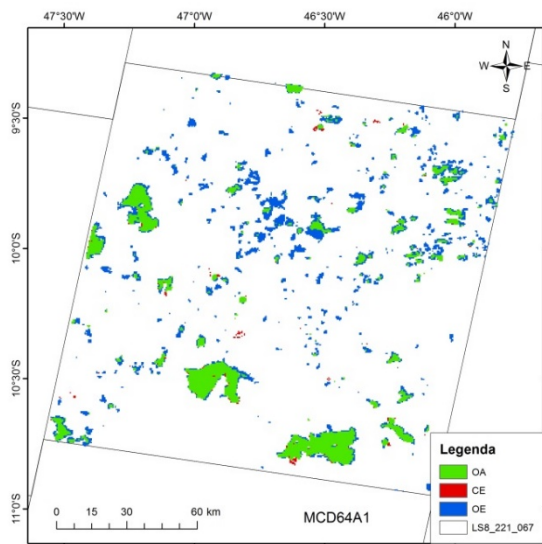 47°30'W 47°0'W 46°30'W 46°0'W
N
W E
S
9°30'S
10°0'S
10°30'S
11°0'S
Legenda
OA
CE
OE
LS8_221_067
0 15 30 60 km
MCD64A1